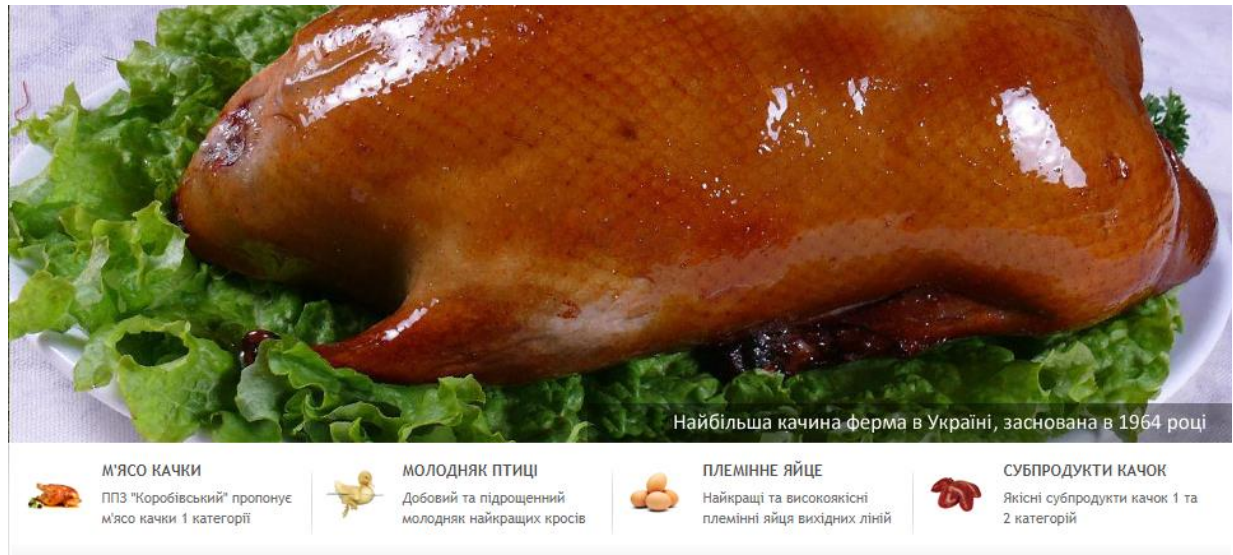 Найбільша качина ферма в Україні, заснована в 1964 році
М'ЯСО КАЧКИ
ППЗ "Коробівський" пропонує
м'ясо качки 1 категорії
МОЛОДНЯК ПТИЦІ
Добовий та підрощенний
молодняк найкращих кросів
ПЛЕМІННЕ ЯЙЦЕ
Найкращі та високоякісні
племінні яйця вихідних ліній
СУБПРОДУКТИ КАЧОК
Якісні субпродукти качок 1 та
2 категорій